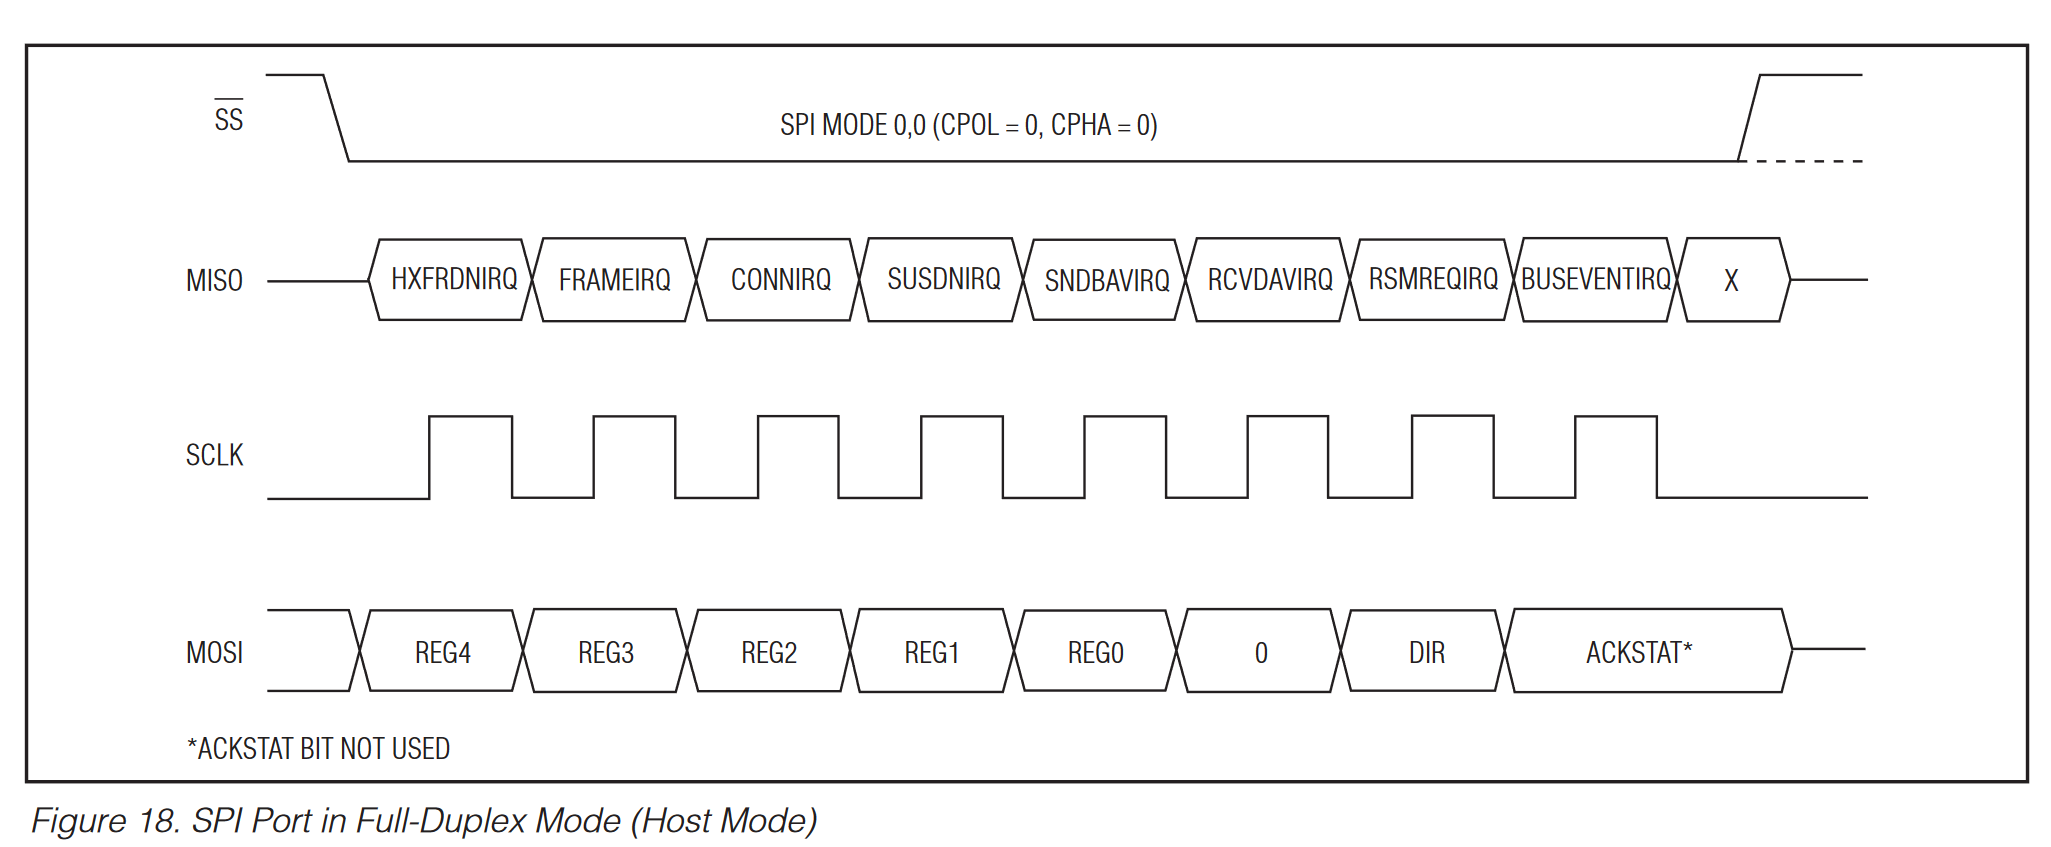 SS
SPI MODE 0,0 (CPOL = 0, CPHA = 0)
MISO
HXFRDNIRQ FRAMEIRQ CONNIRQ SUSDNIRQ SNDBAVIRQ RCVDAVIRQ RSMREQIRQ BUSEVENTIRQ X
SCLK
MOSI
REG4 REG3 REG2 REG1 REG0 0 DIR ACKSTAT*
*ACKSTAT BIT NOT USED
Figure 18. SPI Port in Full-Duplex Mode (Host Mode)